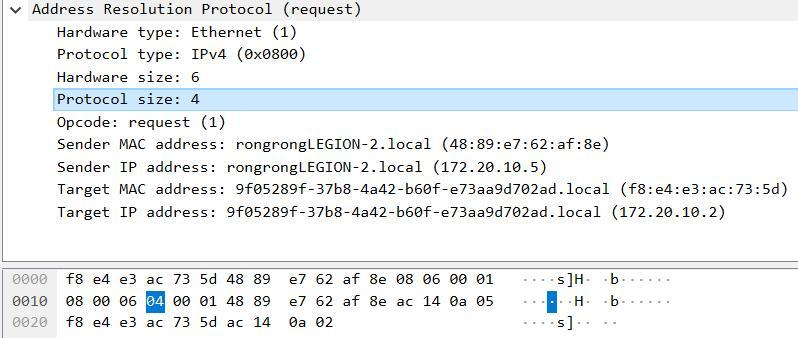 Address Resolution Protocol (request)
Hardware type: Ethernet (1)
Protocol type: IPv4 (0x0800)
Hardware size: 6
Protocol size: 4
Opcode: request (1)
Sender MAC address: rongrongLEGION-2.local (48:89:e7:62:af:8e)
Sender IP address: rongrongLEGION-2.local (172.20.10.5)
Target MAC address: 9f05289f-37b8-4a42-b60f-e73aa9d702ad.local (f8:e4:e3:ac:73:5d)
Target IP address: 9f05289f-37b8-4a42-b60f-e73aa9d702ad.local (172.20.10.2)
0000 f8 e4 e3 ac 73 5d 48 89 e7 62 af 8e 08 06 00 01 ····s]H· ·b······
0010 08 00 06 04 00 01 48 89 e7 62 af 8e ac 14 0a 05 ······H· ·b······
0020 f8 e4 e3 ac 73 5d ac 14 0a 02 ····s]·· ··